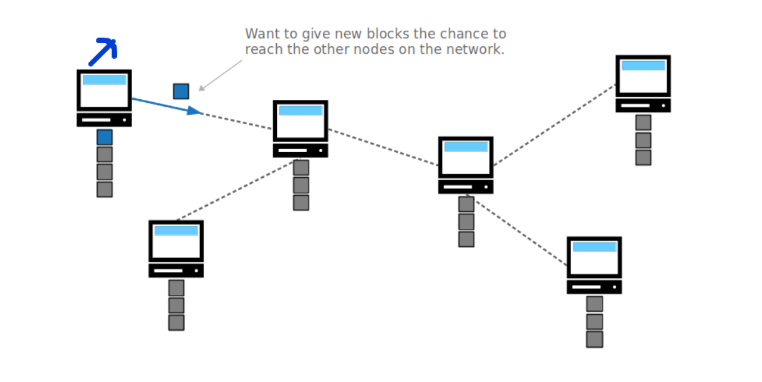 Want to give new blocks the chance to
reach the other nodes on the network.